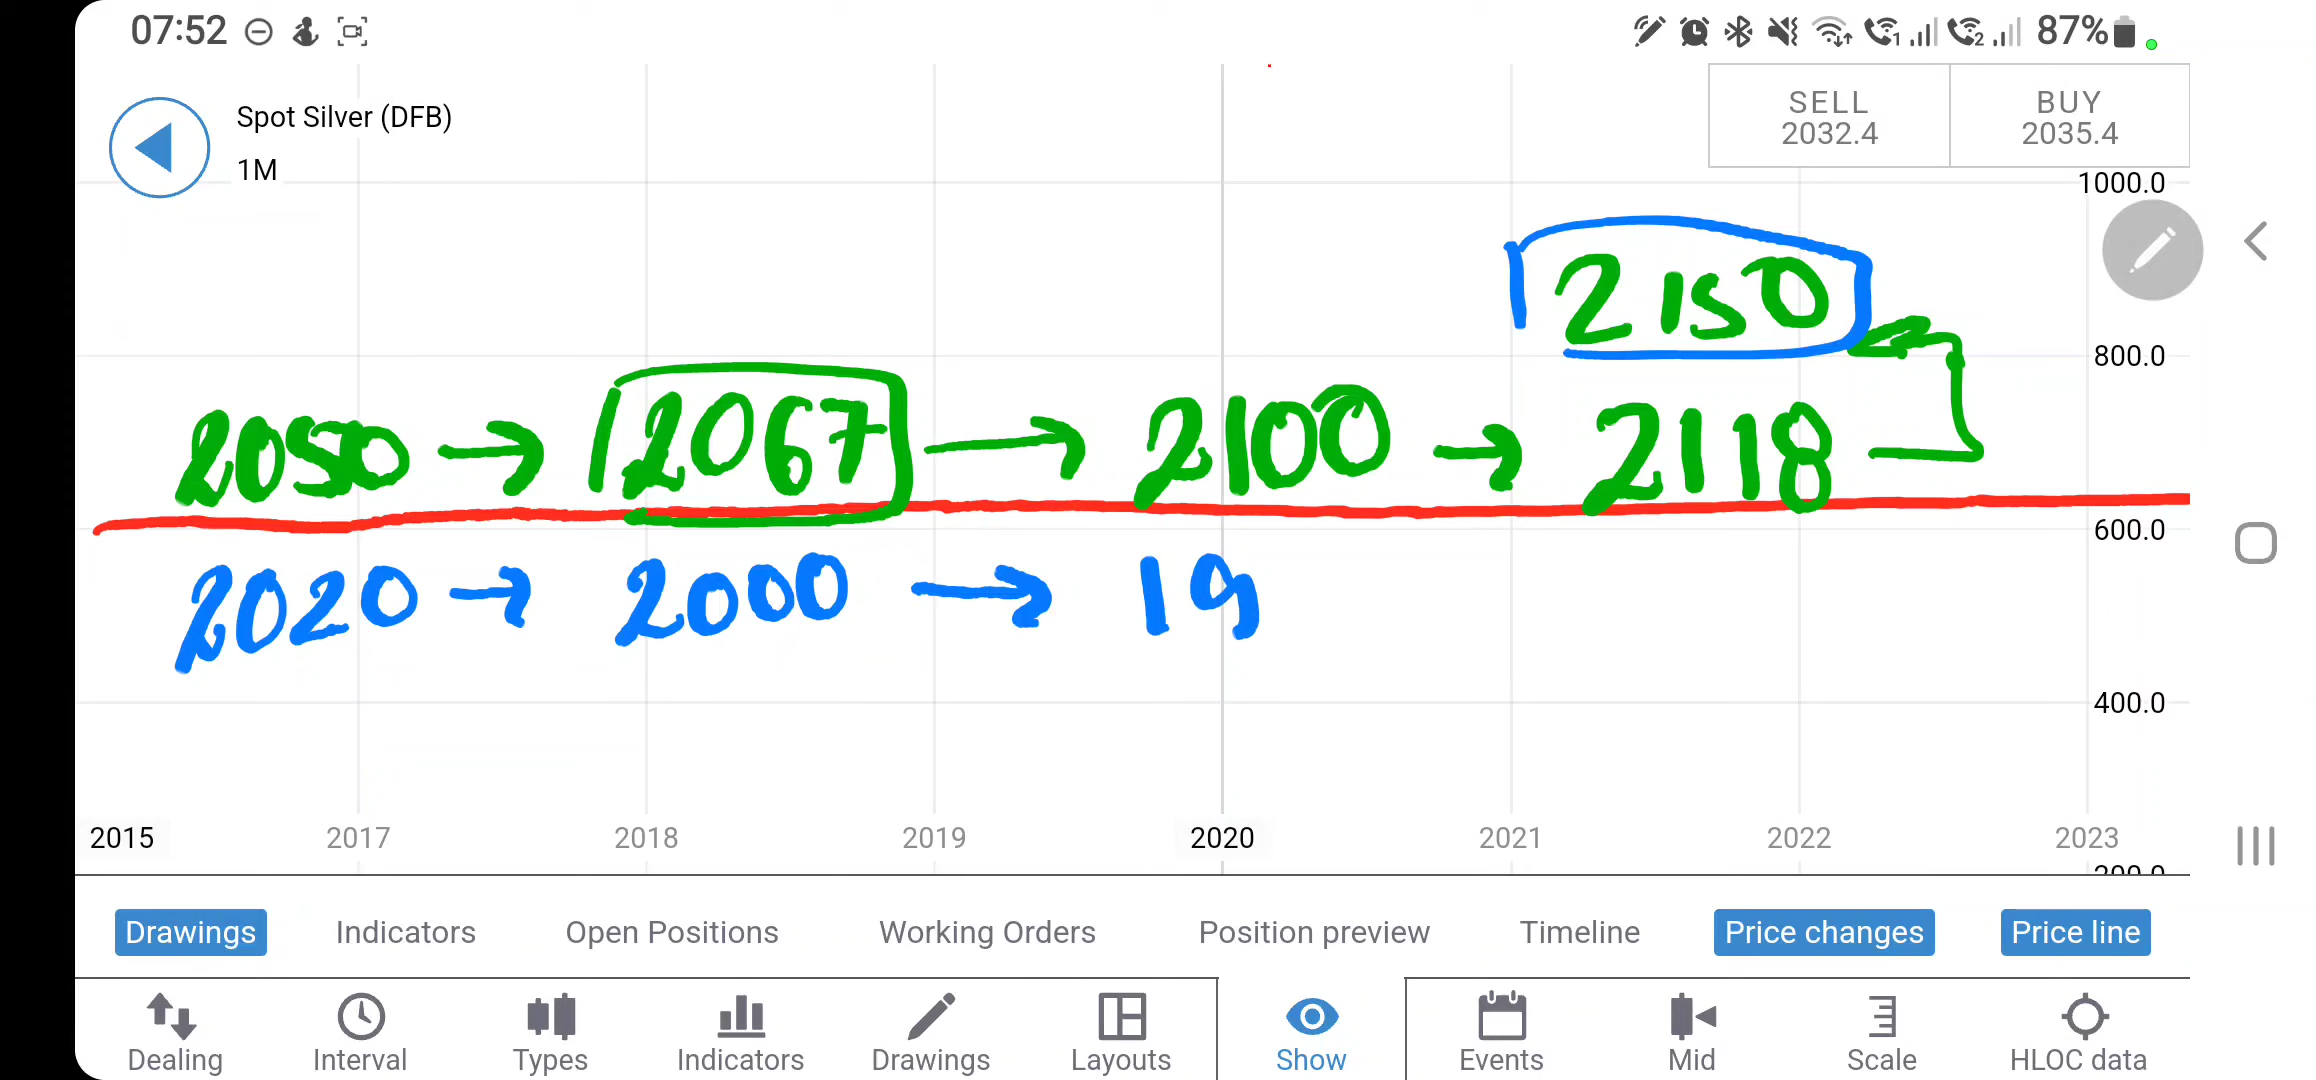 07:52 87%
Spot Silver (DFB)
1M
SELL BUY
2032.4 2035.4
1000.0
2150
800.0
2050 → 2067 → 2100 → 2118
600.0
2020 → 2000 → 19
400.0
2015 2017 2018 2019 2020 2021 2022 2023
200.0
Drawings Indicators Open Positions Working Orders Position preview Timeline Price changes Price line
Dealing Interval Types Indicators Drawings Layouts Show Events Mid Scale HLOC data